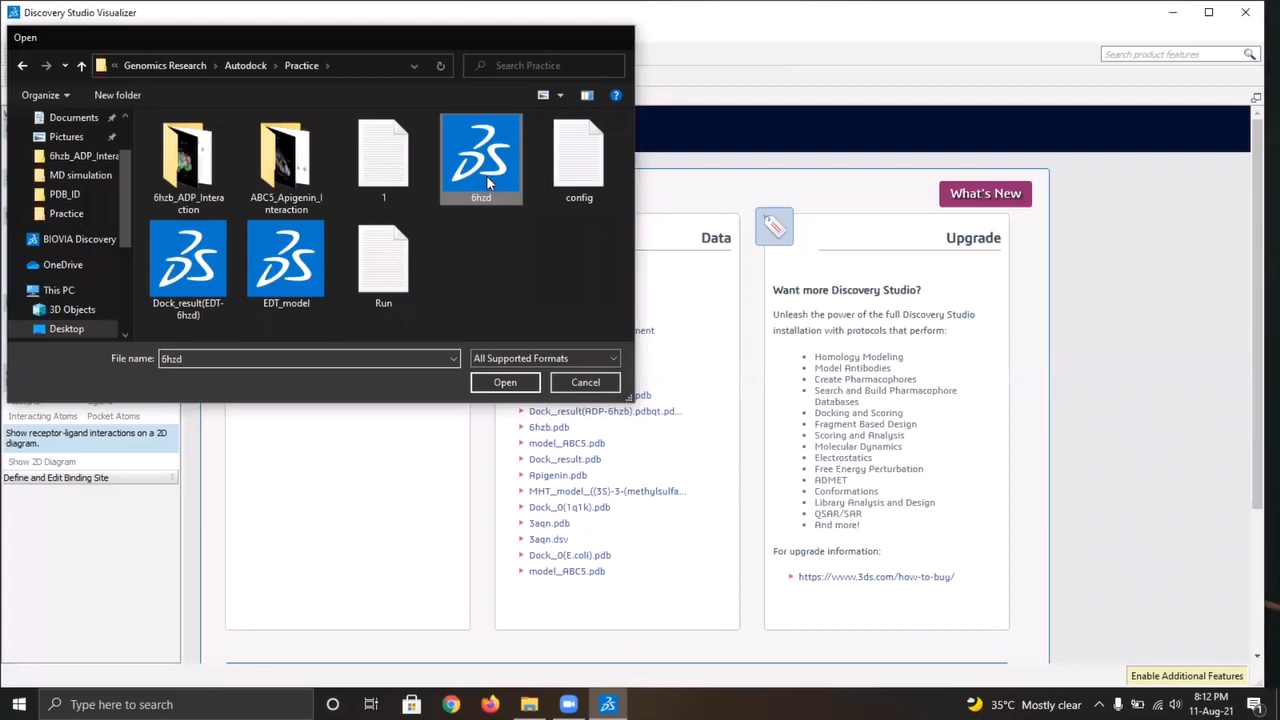 Discovery Studio Visualizer
Open
Genomics Research
Autodock
Practice
Search Practice
Search product features
Organize
New folder
Documents
Pictures
6hzb_ADP_Intera
MD simulation
PDB_ID
Practice
BIOVIA Discovery
OneDrive
This PC
3D Objects
Desktop
6hzb_ADP_Intera
ction
ABC5_Apigenin_I
nteraction
1
6hzd
config
Dock_result(EDT-
6hzd)
EDT_model
Run
File name:
6hzd
All Supported Formats
Open
Cancel
Interacting Atoms
Pocket Atoms
Show receptor-ligand interactions on a 2D
diagram.
Show 2D Diagram
Define and Edit Binding Site
What's New
Data
Dock_result(ADP-6hzb).pdbqt.pd...
6hzb.pdb
model_ABC5.pdb
Dock_result.pdb
Apigenin.pdb
MHT_model_((3S)-3-(methylsulfa...
Dock_0(1q1k).pdb
3aqn.pdb
3aqn.dsv
Dock_0(E.coli).pdb
model_ABC5.pdb
Upgrade
Want more Discovery Studio?
Unleash the power of the full Discovery Studio
installation with protocols that perform:
Homology Modeling
Model Antibodies
Create Pharmacophores
Search and Build Pharmacophore
Databases
Docking and Scoring
Fragment Based Design
Scoring and Analysis
Molecular Dynamics
Electrostatics
Free Energy Perturbation
ADMET
Conformations
Library Analysis and Design
QSAR/SAR
And more!
For upgrade information:
https://www.3ds.com/how-to-buy/
Enable Additional Features
Type here to search
35°C Mostly clear
8:12 PM
11-Aug-21